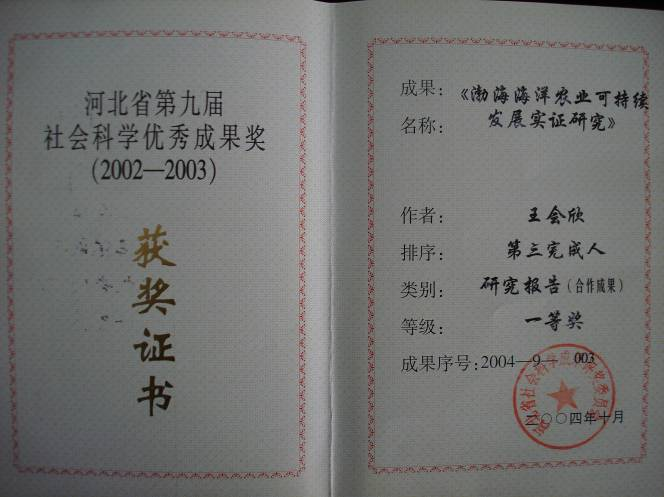 河北省第九届
社会科学优秀成果奖
(2002—2003)
获奖证书
成果: 《渤海海洋农业可持续
名称: 发展实证研究》
作者: 王会欣
排序: 第三完成人
类别: 研究报告(合作成果)
等级: 一等奖
成果序号: 2004—9— 003
二〇〇四年十月